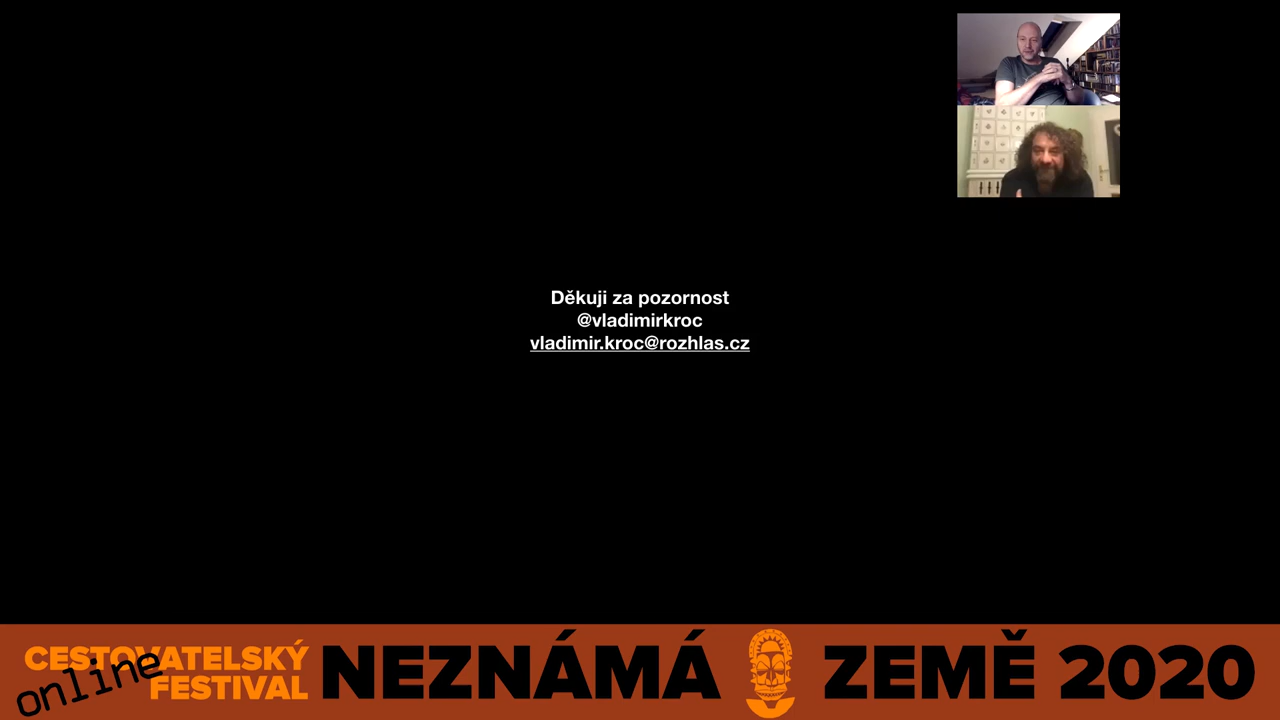 Děkuji za pozornost
@vladimirkroc
vladimir.kroc@rozhlas.cz
CESTOVATELSKÝ
FESTIVAL
online
NEZNÁMÁ ZEMĚ 2020